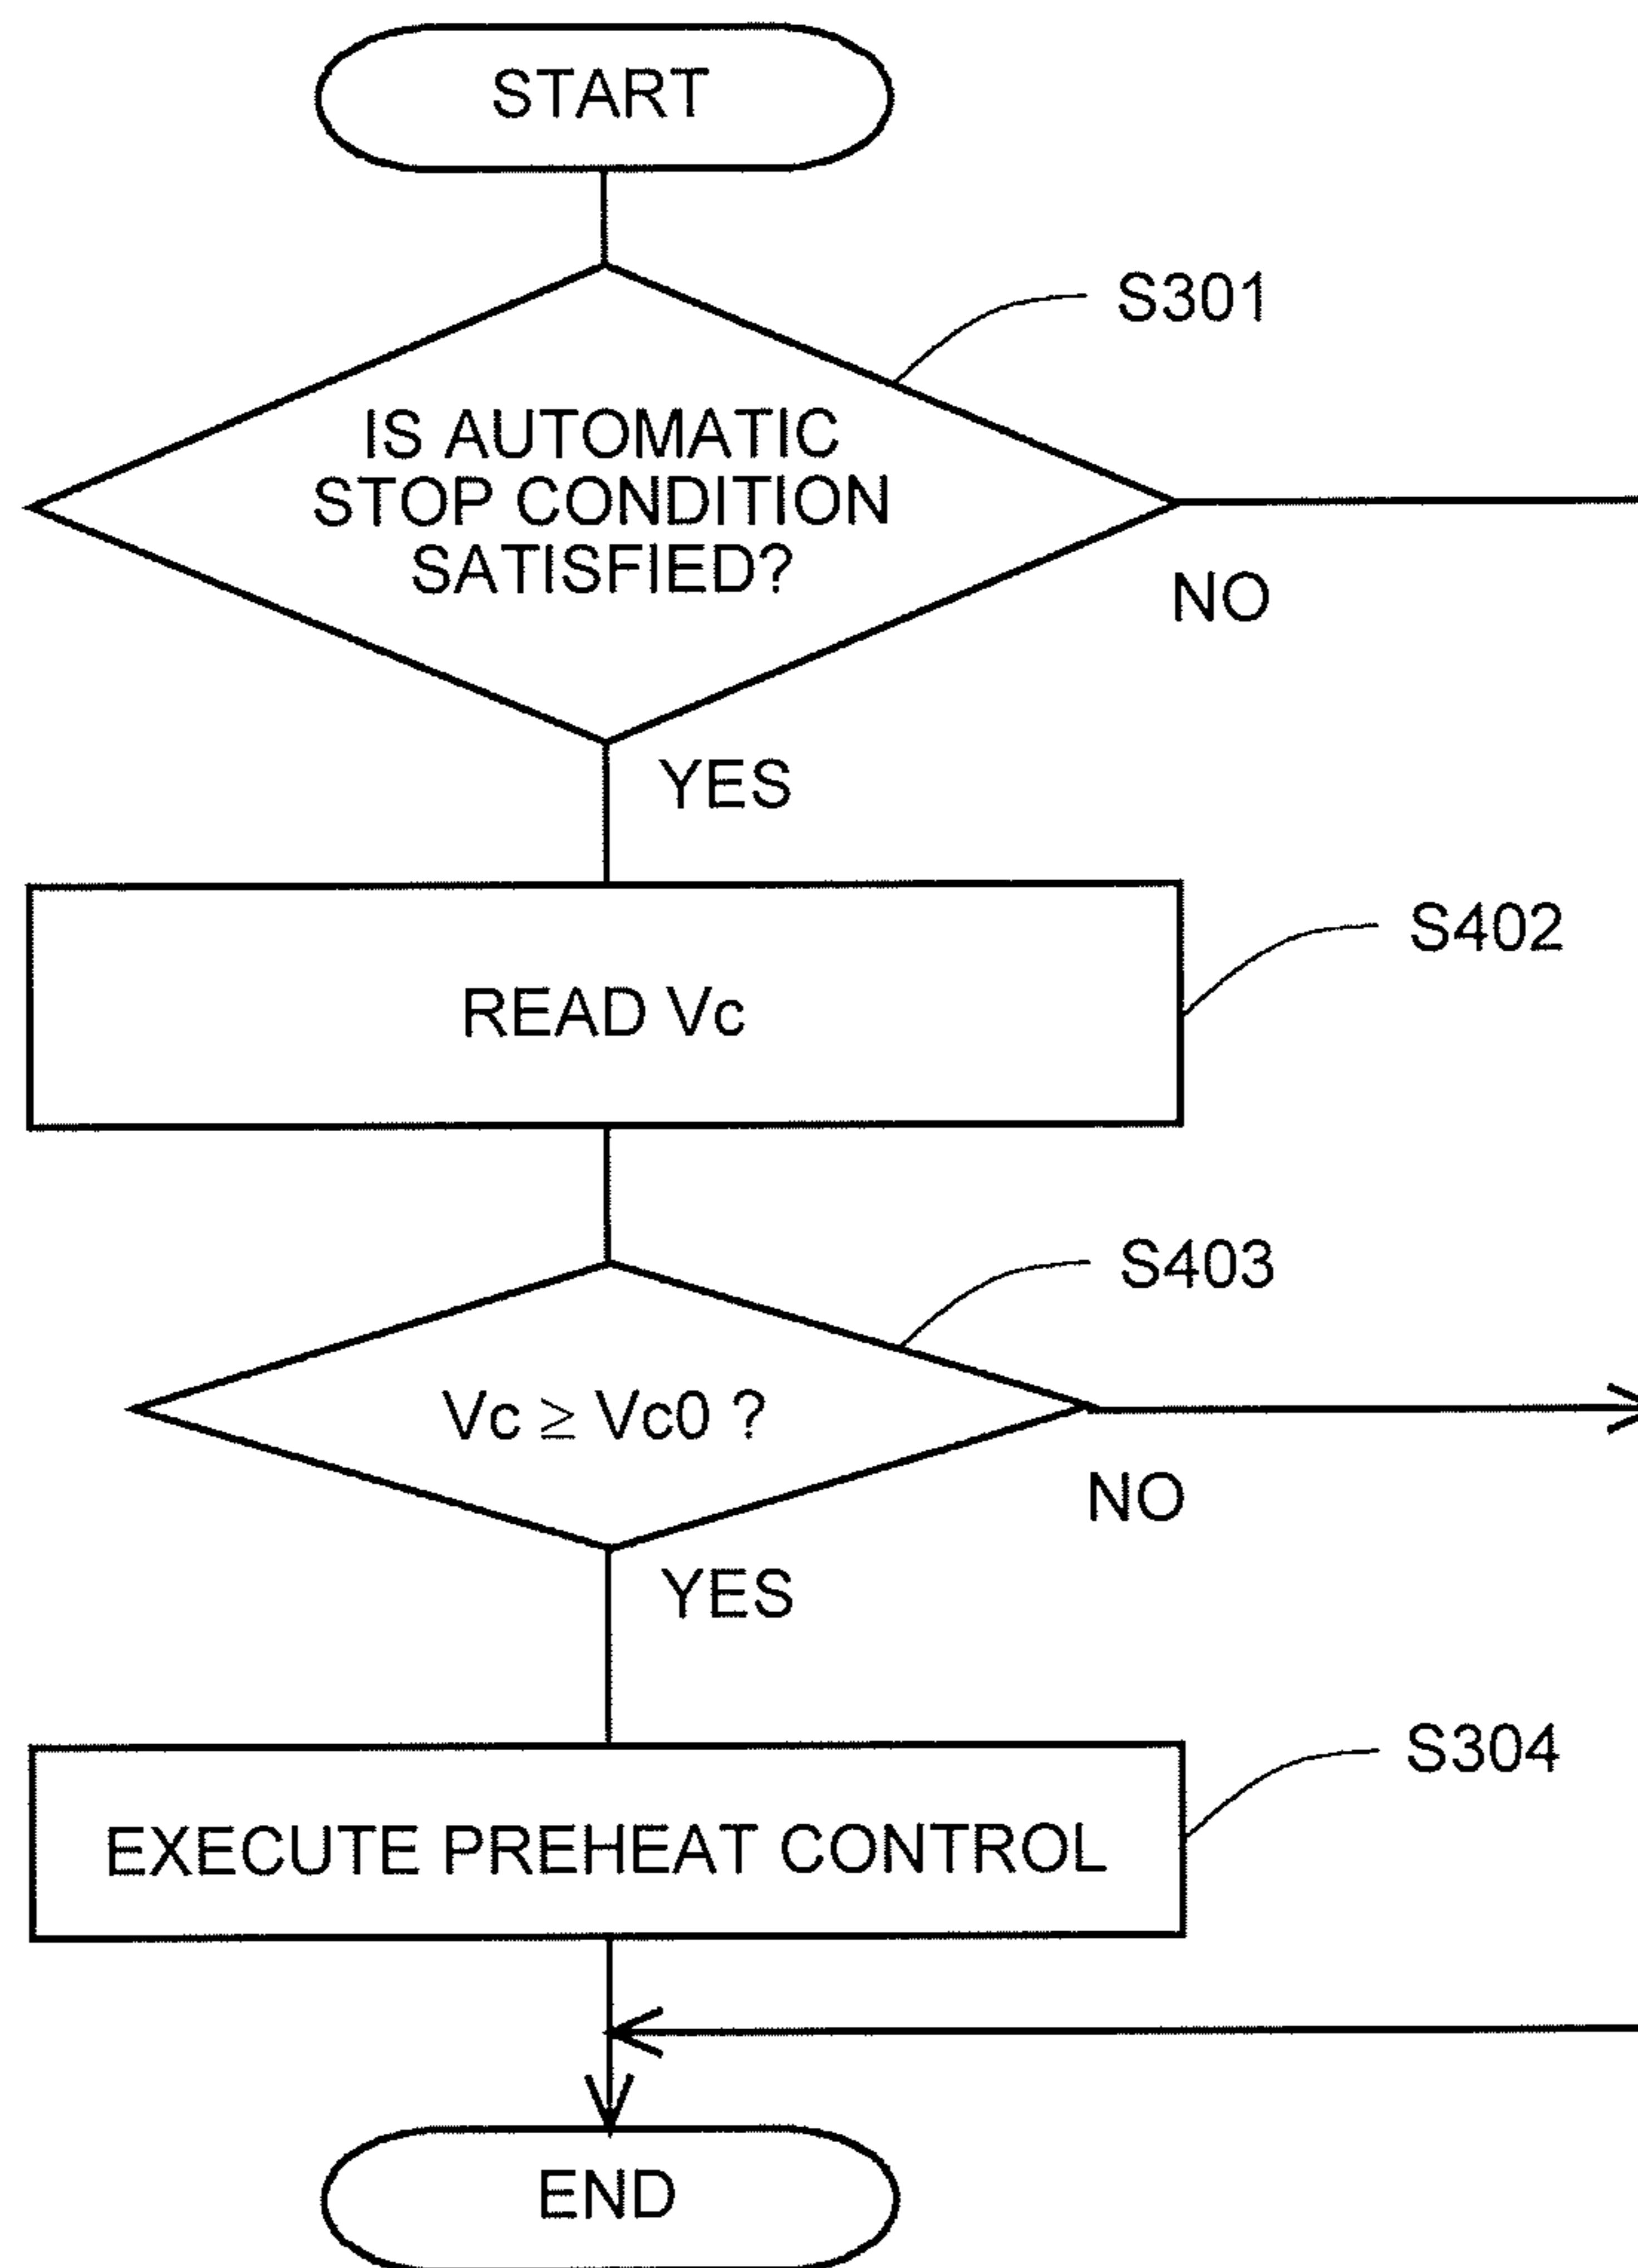 START
S301
IS AUTOMATIC
STOP CONDITION
SATISFIED?
NO
YES
S402
READ Vc
S403
Vc ≥ Vc0 ?
NO
YES
S304
EXECUTE PREHEAT CONTROL
END